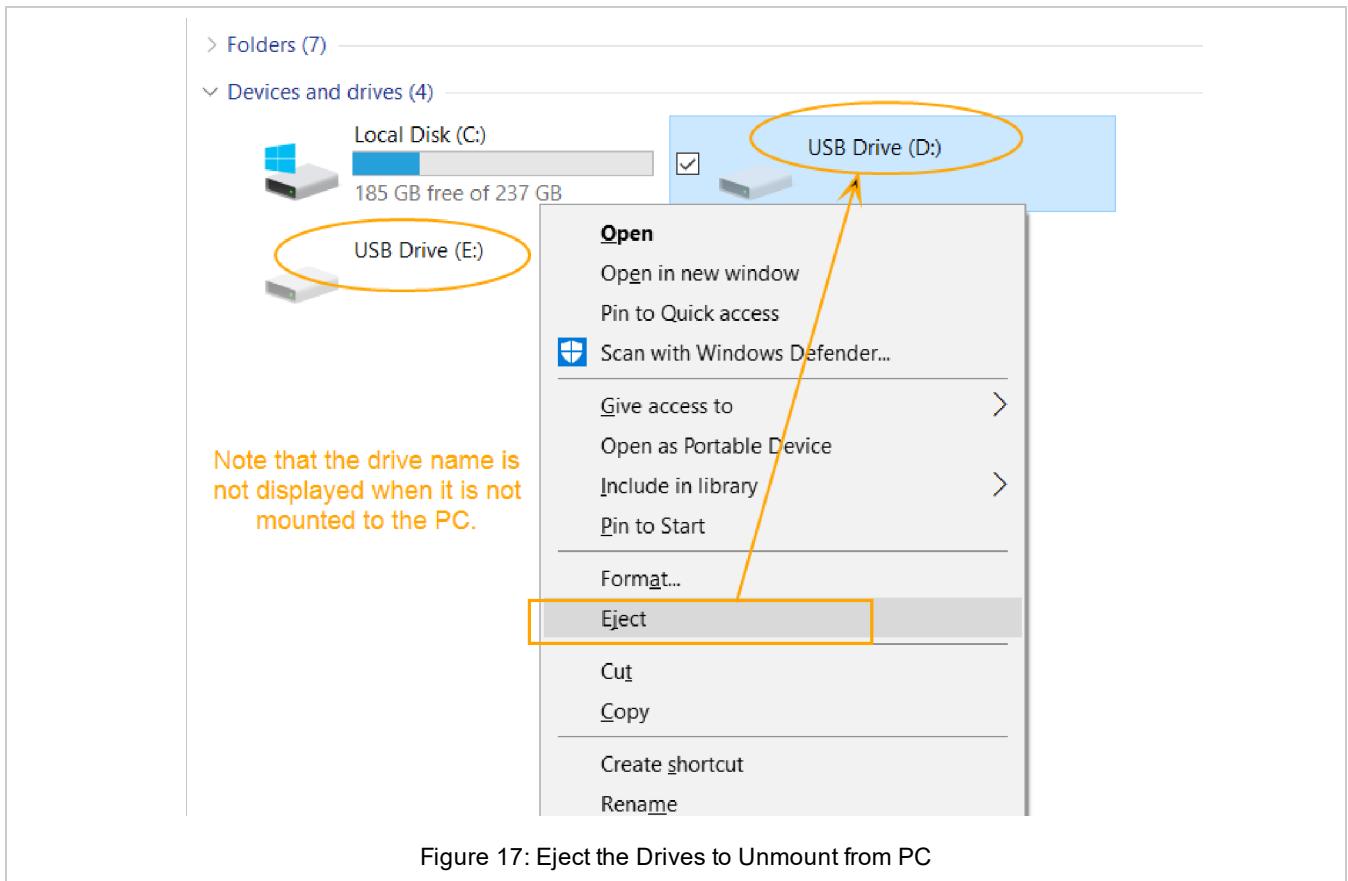 Folders (7)
Devices and drives (4)
Local Disk (C:)
185 GB free of 237 GB
USB Drive (D:)
USB Drive (E:)
Open
Open in new window
Pin to Quick access
Scan with Windows Defender...
Give access to
Open as Portable Device
Include in library
Pin to Start
Format...
Eject
Cut
Copy
Create shortcut
Rename
Note that the drive name is
not displayed when it is not
mounted to the PC.
Figure 17: Eject the Drives to Unmount from PC